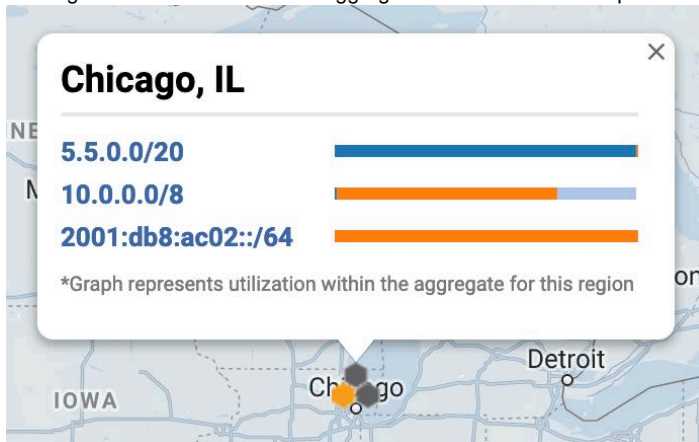 Chicago, IL
5.5.0.0/20
10.0.0.0/8
2001:db8:ac02::/64
*Graph represents utilization within the aggregate for this region
Detroit
Chicago
IOWA